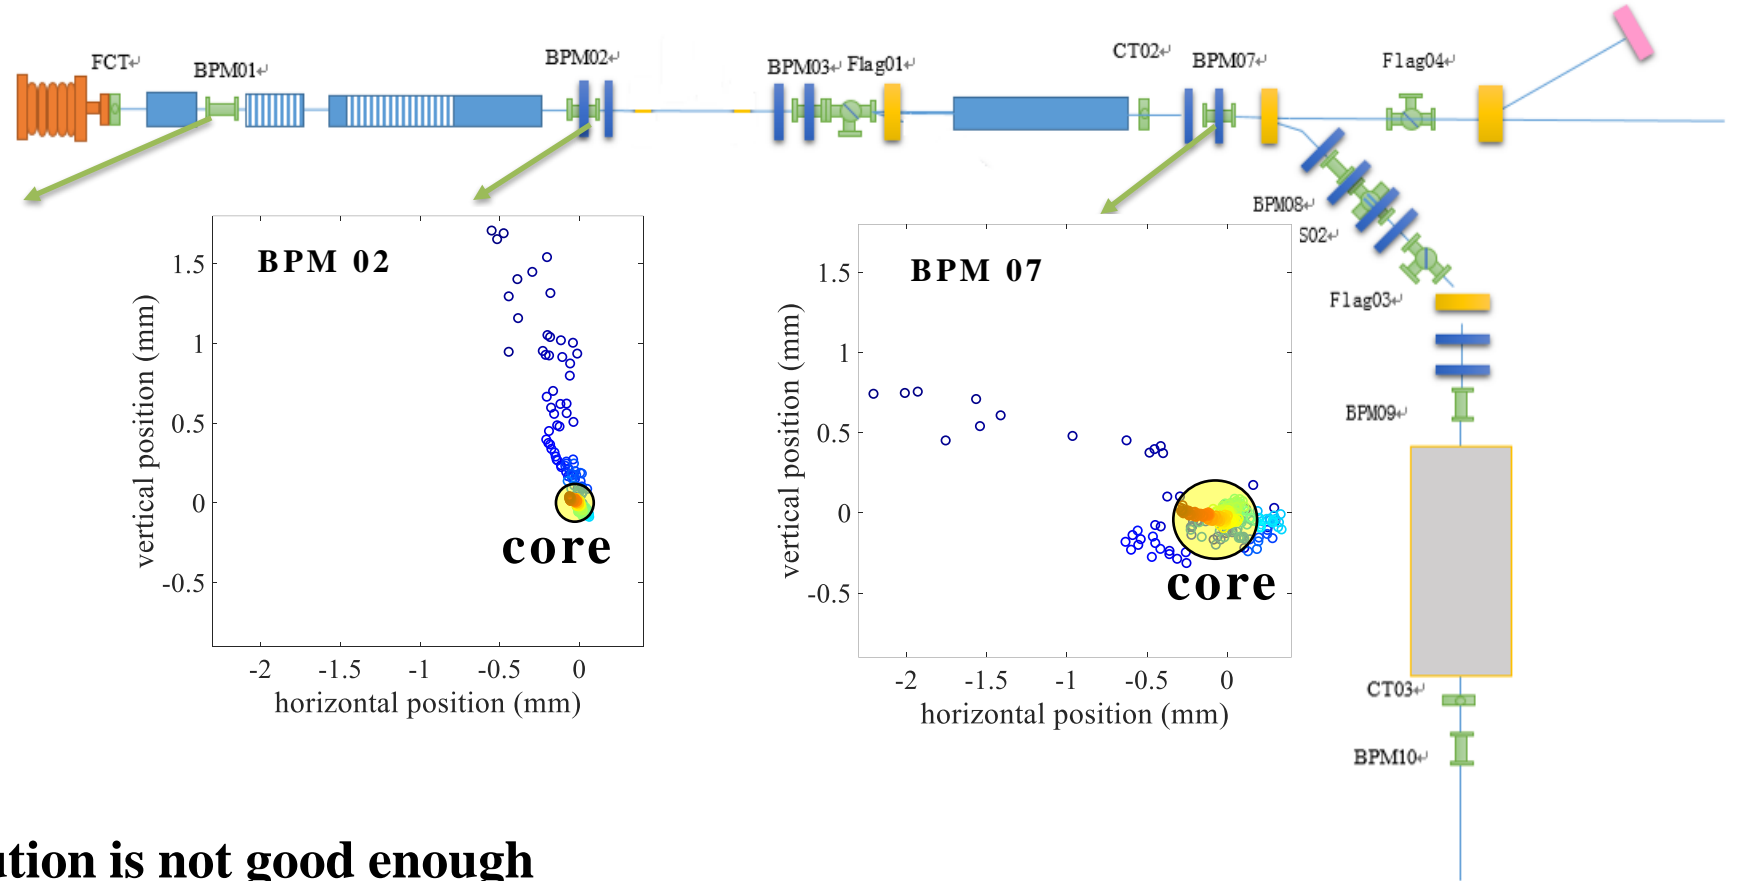 FCT↵
BPM01↵
BPM02↵
BPM03↵ Flag01↵
CT02↵
BPM07↵
Flag04↵
BPM08↵
S02↵
Flag03↵
BPM09↵
CT03↵
BPM10↵
BPM 02
1.5
1
0.5
0
-0.5
vertical position (mm)
core
-2 -1.5 -1 -0.5 0
horizontal position (mm)
BPM 07
1.5
1
0.5
0
-0.5
vertical position (mm)
core
-2 -1.5 -1 -0.5 0
horizontal position (mm)
ution is not good enough